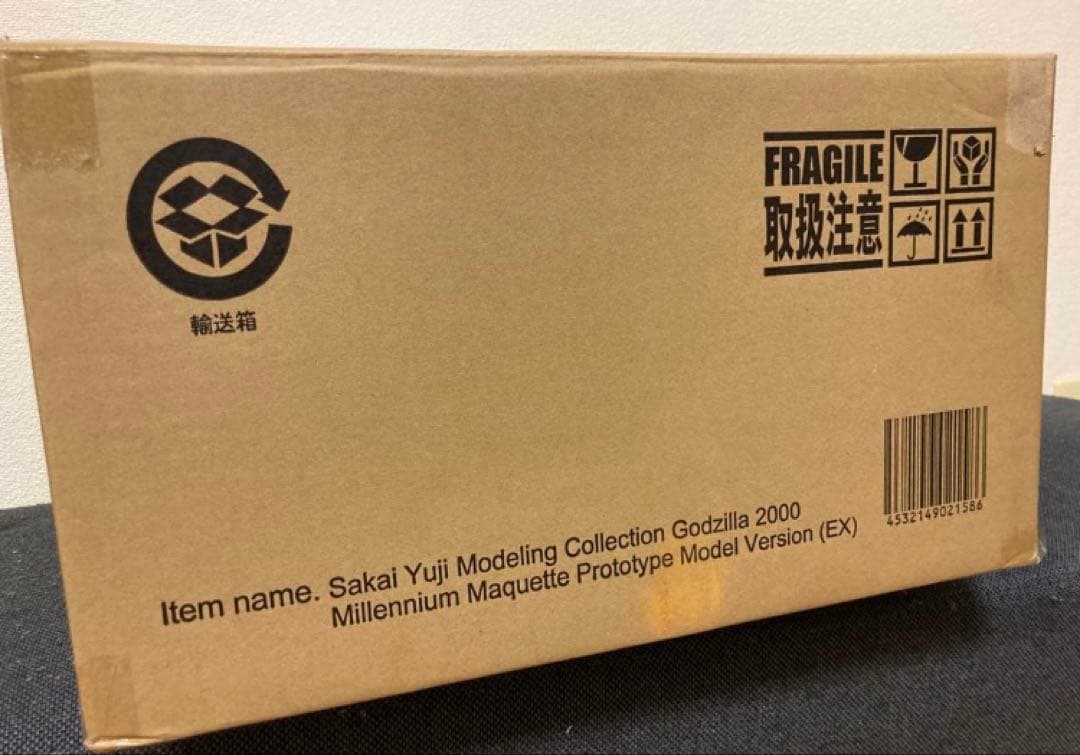 FRAGILE
取扱注意
輸送箱
4532149021586
Item name. Sakai Yuji Modeling Collection Godzilla 2000
Millennium Maquette Prototype Model Version (EX)